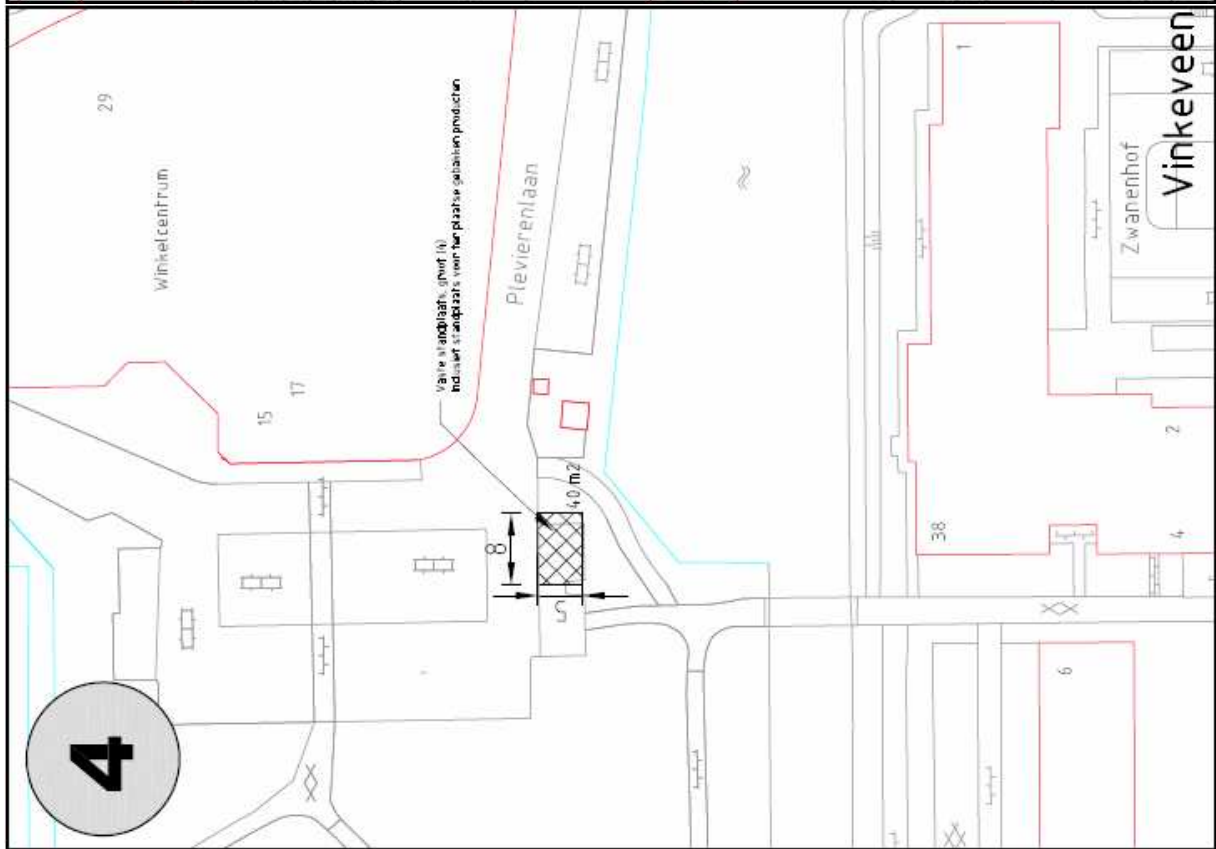 4
29
Winkelcentrum
15
17
Vaste standplaats, groot (4)
Inclusief standplaats voor ter plaatse gebakken producten
Plevierenlaan
8
5
40 m2
1
38
2
4
6
Zwanenhof
Vinkeveen